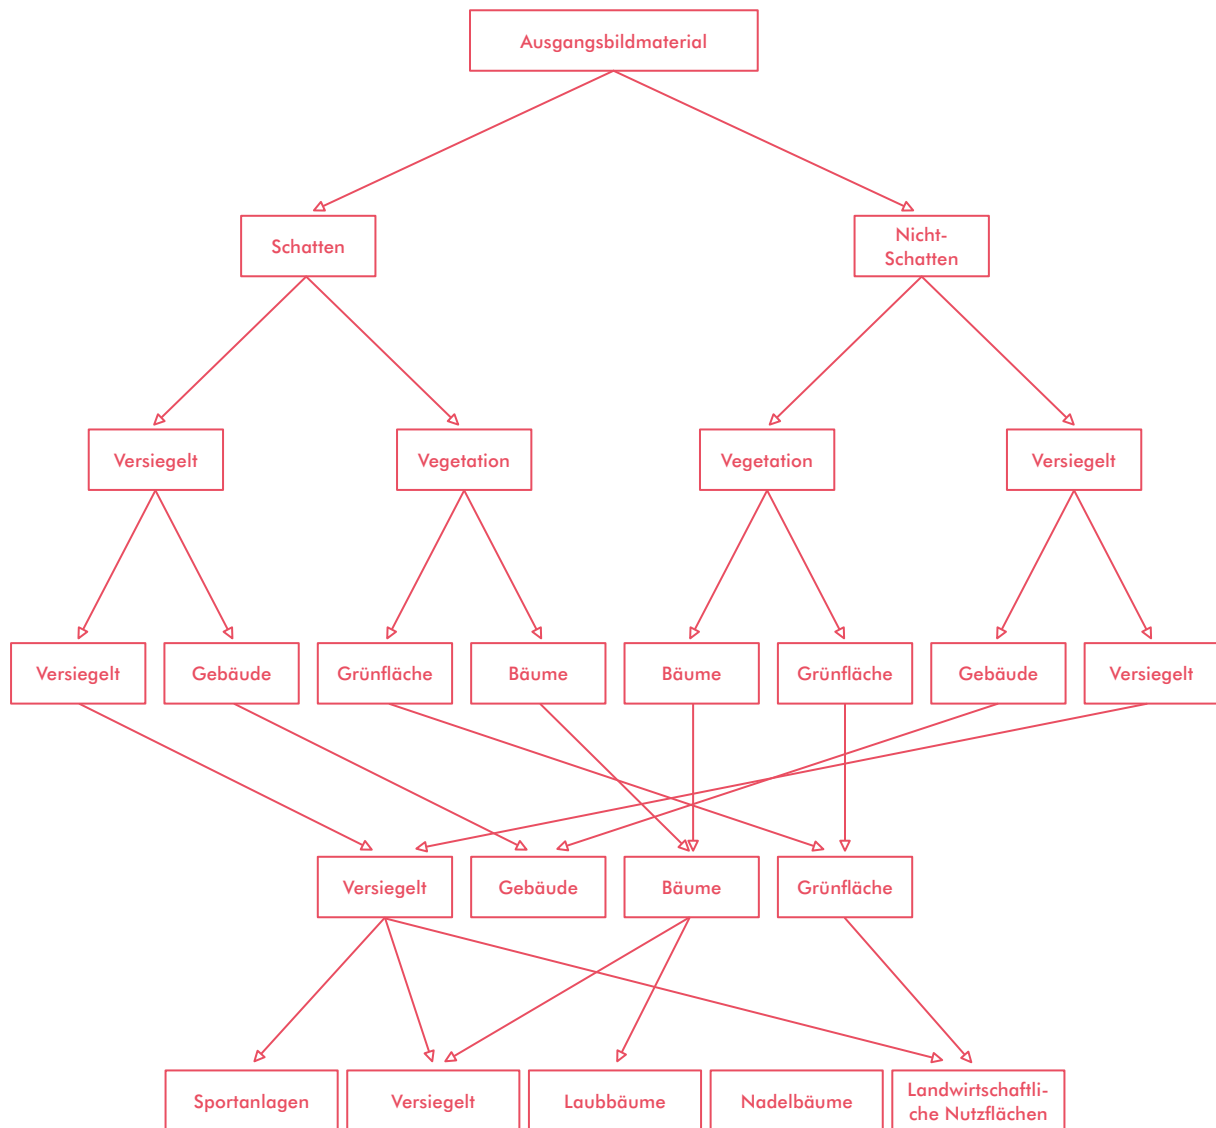 Ausgangsbildmaterial
Schatten
Nicht-
Schatten
Versiegelt
Vegetation
Vegetation
Versiegelt
Versiegelt
Gebäude
Grünfläche
Bäume
Bäume
Grünfläche
Gebäude
Versiegelt
Versiegelt
Gebäude
Bäume
Grünfläche
Sportanlagen
Versiegelt
Laubbäume
Nadelbäume
Landwirtschaftli-
che Nutzflächen